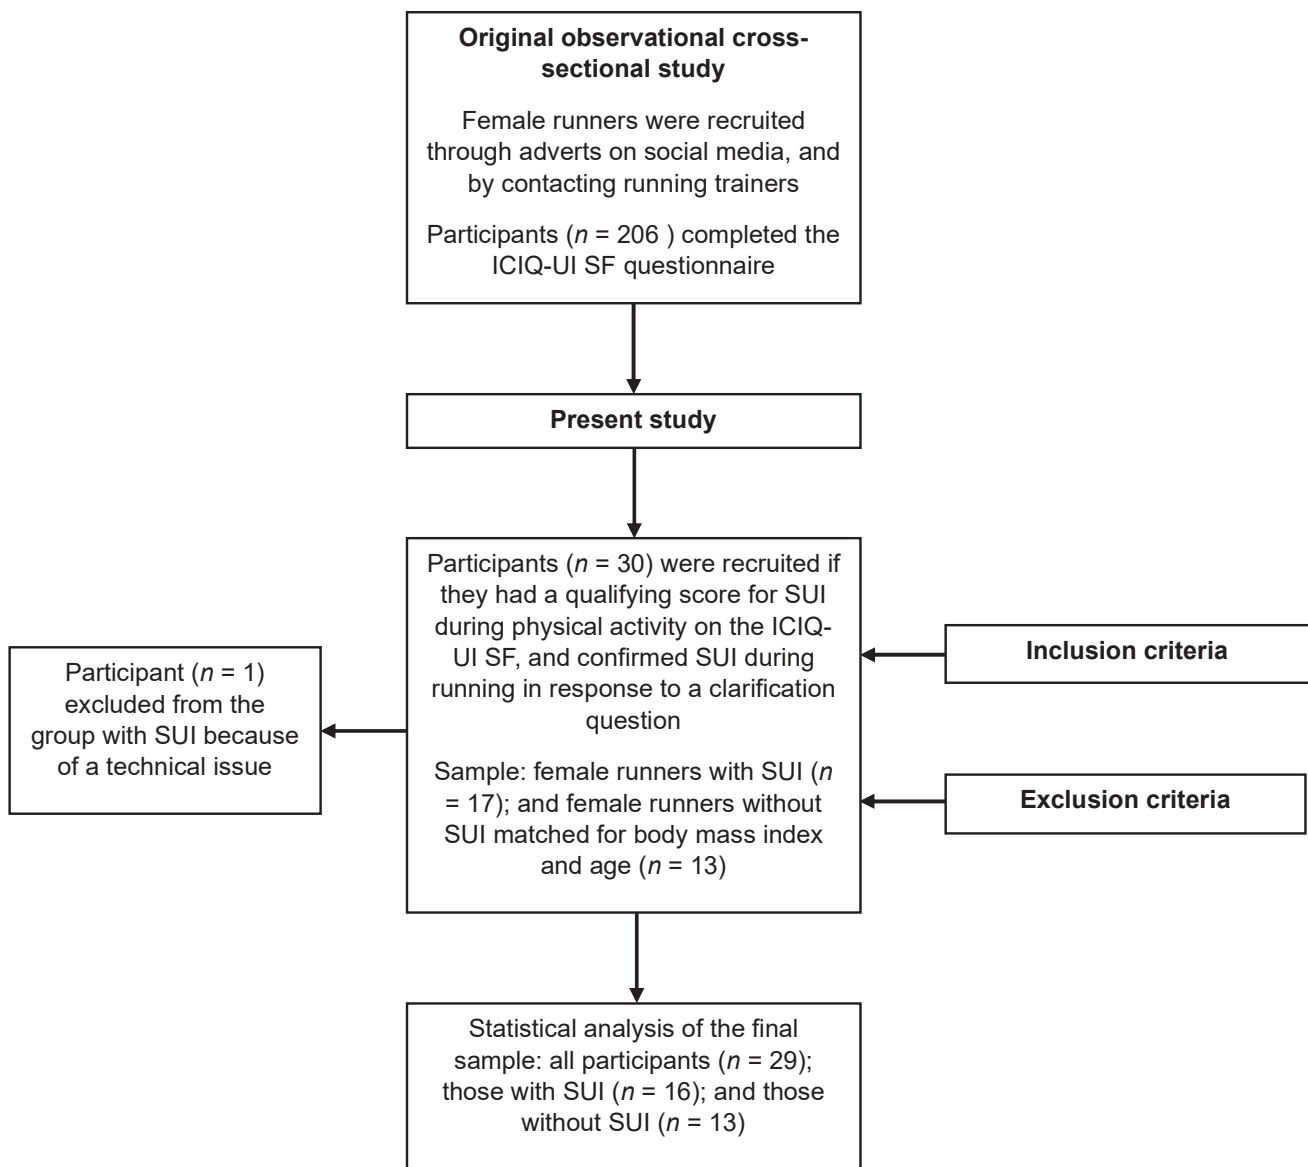 Original observational cross-
sectional study
Female runners were recruited
through adverts on social media, and
by contacting running trainers
Participants (n = 206 ) completed the
ICIQ-UI SF questionnaire
Present study
Participants (n = 30) were recruited if
they had a qualifying score for SUI
during physical activity on the ICIQ-
UI SF, and confirmed SUI during
running in response to a clarification
question
Sample: female runners with SUI (n
= 17); and female runners without
SUI matched for body mass index
and age (n = 13)
Inclusion criteria
Exclusion criteria
Participant (n = 1)
excluded from the
group with SUI because
of a technical issue
Statistical analysis of the final
sample: all participants (n = 29);
those with SUI (n = 16); and those
without SUI (n = 13)